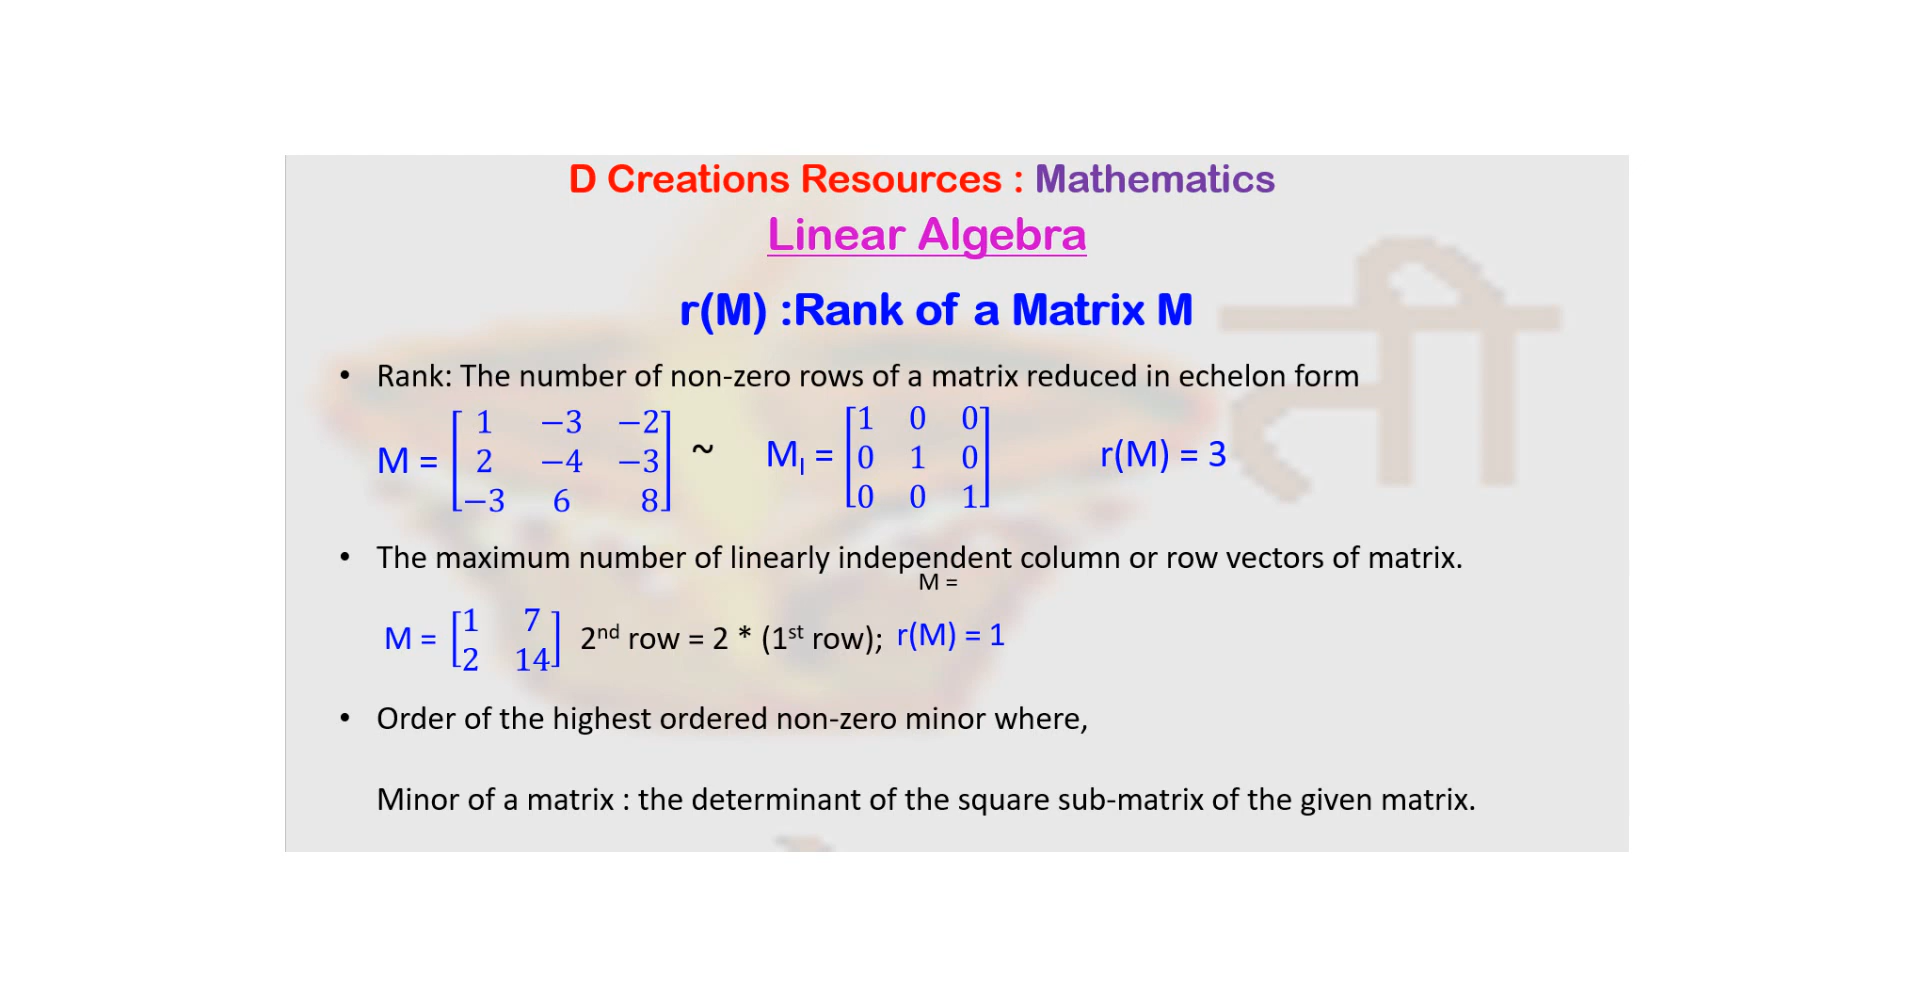 D Creations Resources : Mathematics
Linear Algebra
r(M) :Rank of a Matrix M
• Rank: The number of non-zero rows of a matrix reduced in echelon form
M = [1 −3 −2
2 −4 −3
−3 6 8] ~ M_I = [1 0 0
0 1 0
0 0 1] r(M) = 3
• The maximum number of linearly independent column or row vectors of matrix.
M =
M = [1 7
2 14] 2nd row = 2 * (1st row); r(M) = 1
• Order of the highest ordered non-zero minor where,
Minor of a matrix : the determinant of the square sub-matrix of the given matrix.
ती